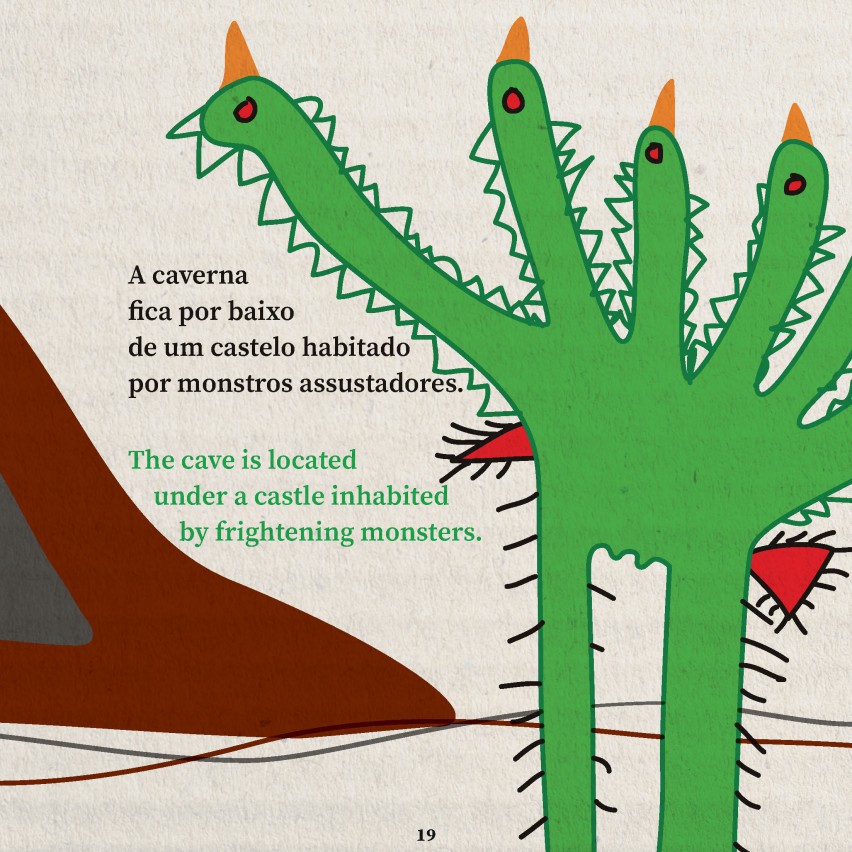 A caverna
fica por baixo
de um castelo habitado
por monstros assustadores.
The cave is located
under a castle inhabited
by frightening monsters.
19